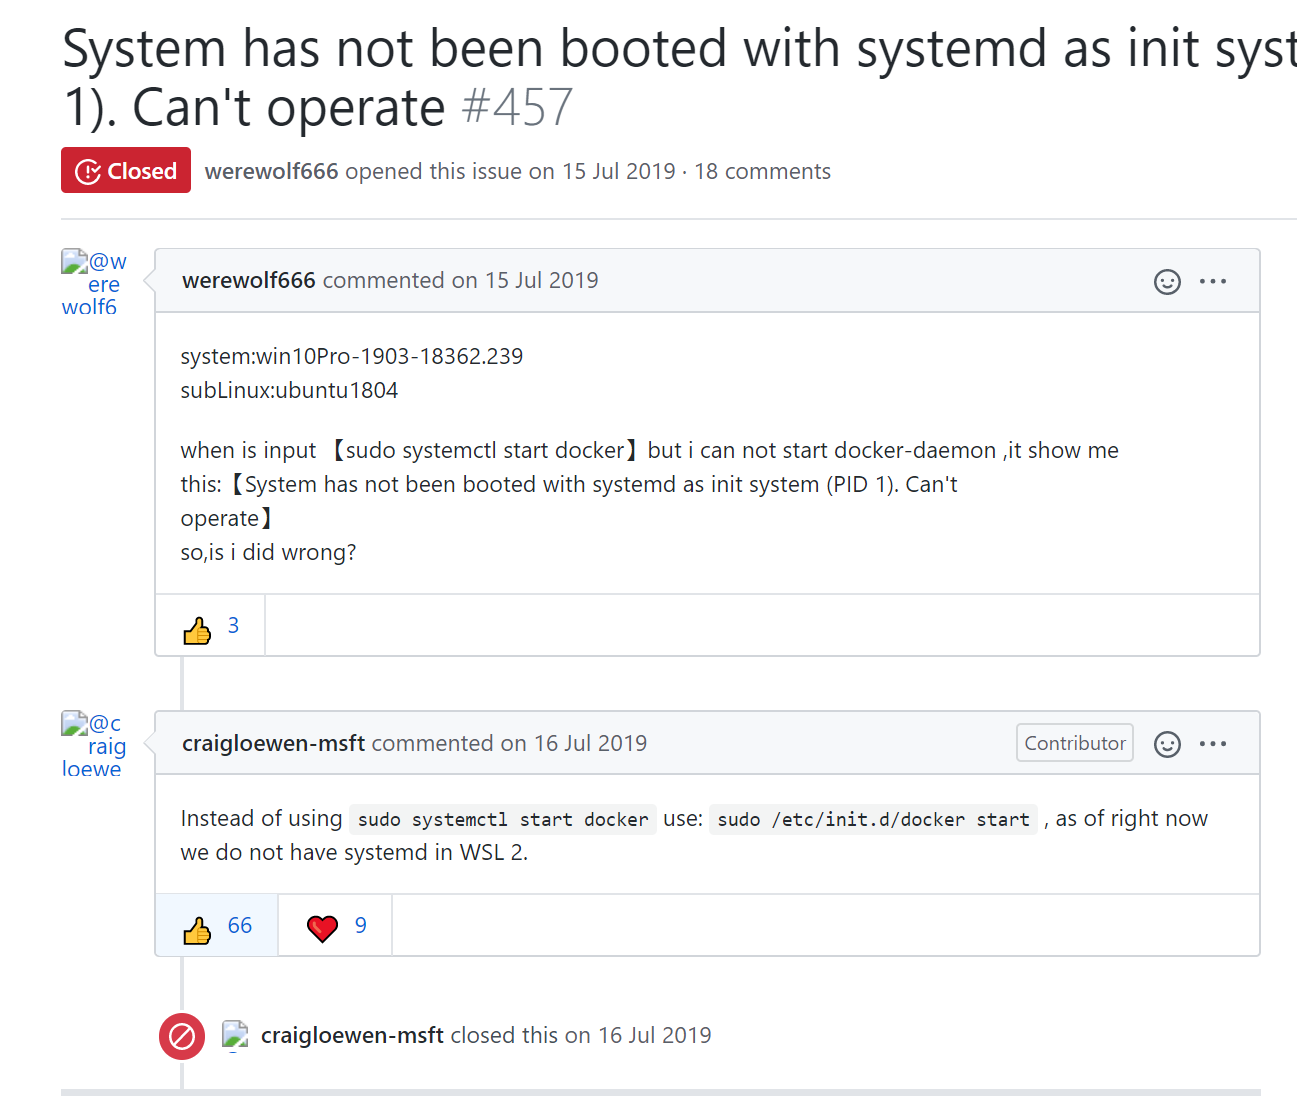 System has not been booted with systemd as init syst
1). Can't operate #457
Closed werewolf666 opened this issue on 15 Jul 2019 · 18 comments
@w
ere
wolf6
werewolf666 commented on 15 Jul 2019
system:win10Pro-1903-18362.239
subLinux:ubuntu1804
when is input 【sudo systemctl start docker】but i can not start docker-daemon ,it show me
this:【System has not been booted with systemd as init system (PID 1). Can't
operate】
so,is i did wrong?
3
@c
raig
loewe
craigloewen-msft commented on 16 Jul 2019 Contributor
Instead of using sudo systemctl start docker use: sudo /etc/init.d/docker start , as of right now
we do not have systemd in WSL 2.
66 9
craigloewen-msft closed this on 16 Jul 2019